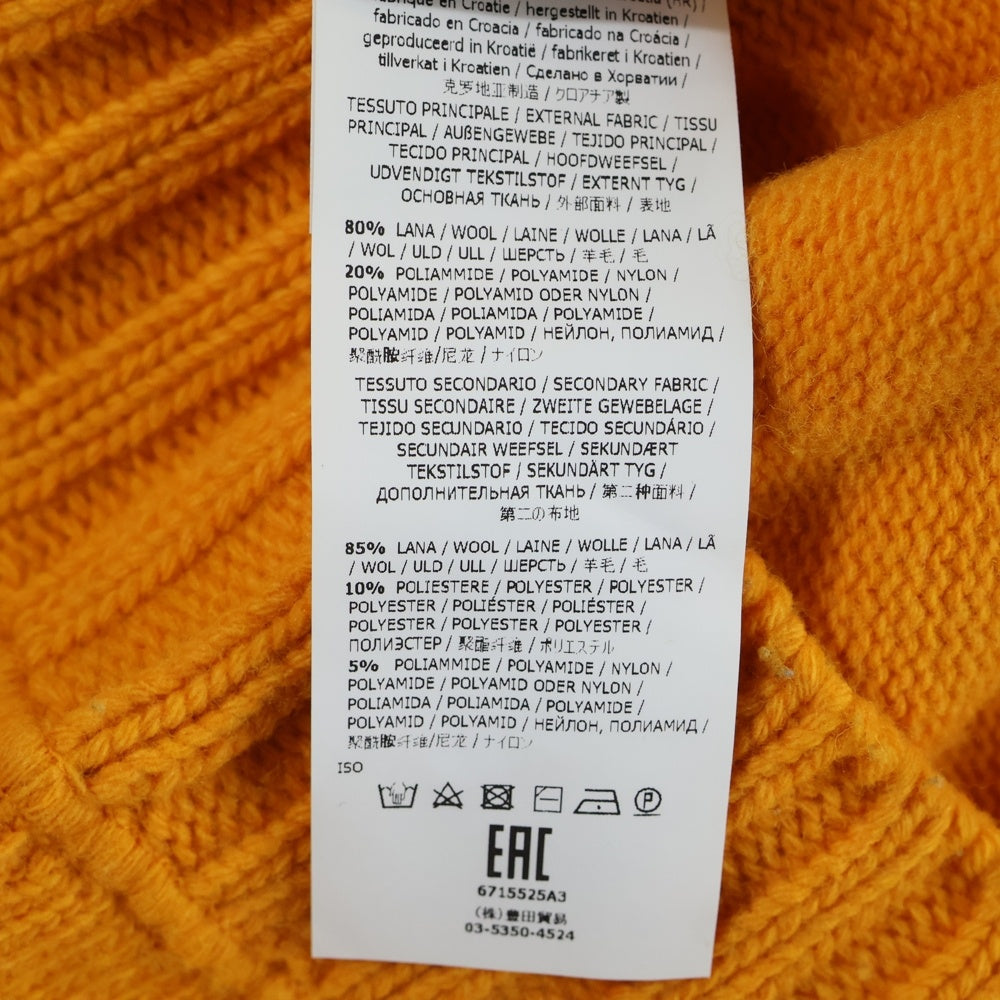 fabriqué en Croatie / hergestellt in Kroatien /
fabricado en Croacia / fabricado na Croácia /
geproduceerd in Kroatië / fabrikeret i Kroatien /
tillverkat i Kroatien / Сделано в Хорватии /
克罗地亚制造 / クロアチア製
TESSUTO PRINCIPALE / EXTERNAL FABRIC / TISSU
PRINCIPAL / AUßENGEWEBE / TEJIDO PRINCIPAL /
TECIDO PRINCIPAL / HOOFDWEEFSEL /
UDVENDIGT TEKSTILSTOF / EXTERNT TYG /
ОСНОВНАЯ ТКАНЬ / 外部面料 / 表地
80% LANA / WOOL / LAINE / WOLLE / LANA / LÃ
/ WOL / ULD / ULL / ШЕРСТЬ / 羊毛 / 毛
20% POLIAMMIDE / POLYAMIDE / NYLON /
POLYAMIDE / POLYAMID ODER NYLON /
POLIAMIDA / POLIAMIDA / POLYAMIDE /
POLYAMID / POLYAMID / НЕЙЛОН, ПОЛИАМИД /
聚酰胺纤维/尼龙 / ナイロン
TESSUTO SECONDARIO / SECONDARY FABRIC /
TISSU SECONDAIRE / ZWEITE GEWEBELAGE /
TEJIDO SECUNDARIO / TECIDO SECUNDÁRIO /
SECUNDAIR WEEFSEL / SEKUNDÆRT
TEKSTILSTOF / SEKUNDÄRT TYG /
ДОПОЛНИТЕЛЬНАЯ ТКАНЬ / 第二种面料 /
第二の布地
85% LANA / WOOL / LAINE / WOLLE / LANA / LÃ
/ WOL / ULD / ULL / ШЕРСТЬ / 羊毛 / 毛
10% POLIESTERE / POLYESTER / POLYESTER /
POLYESTER / POLIÉSTER / POLIÉSTER /
POLYESTER / POLYESTER / POLYESTER /
ПОЛИЭСТЕР / 聚酯纤维 / ポリエステル
5% POLIAMMIDE / POLYAMIDE / NYLON /
POLYAMIDE / POLYAMID ODER NYLON /
POLIAMIDA / POLIAMIDA / POLYAMIDE /
POLYAMID / POLYAMID / НЕЙЛОН, ПОЛИАМИД /
聚酰胺纤维/尼龙 / ナイロン
ISO
P
EAC
6715525A3
(株)豊田貿易
03-5350-4524